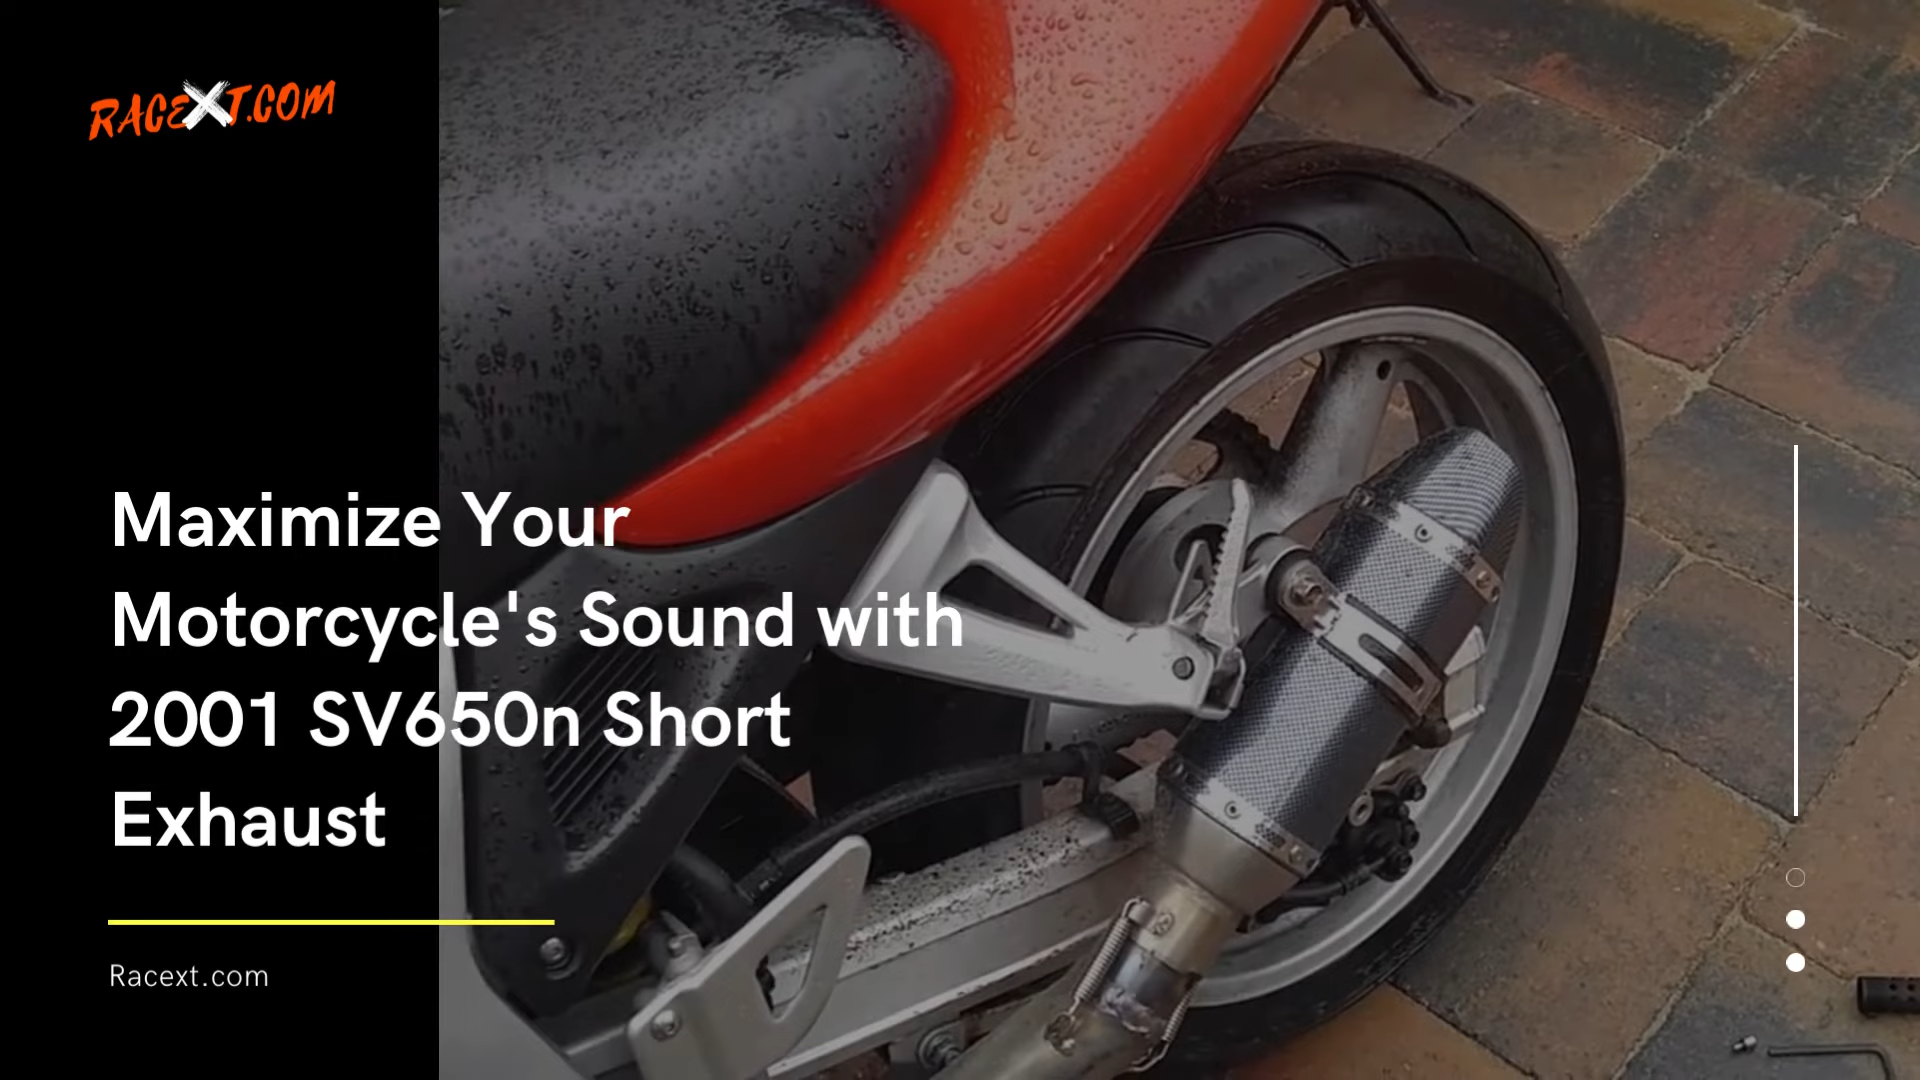 RACEXT.COM
Maximize Your
Motorcycle's Sound with
2001 SV650n Short
Exhaust
Racext.com